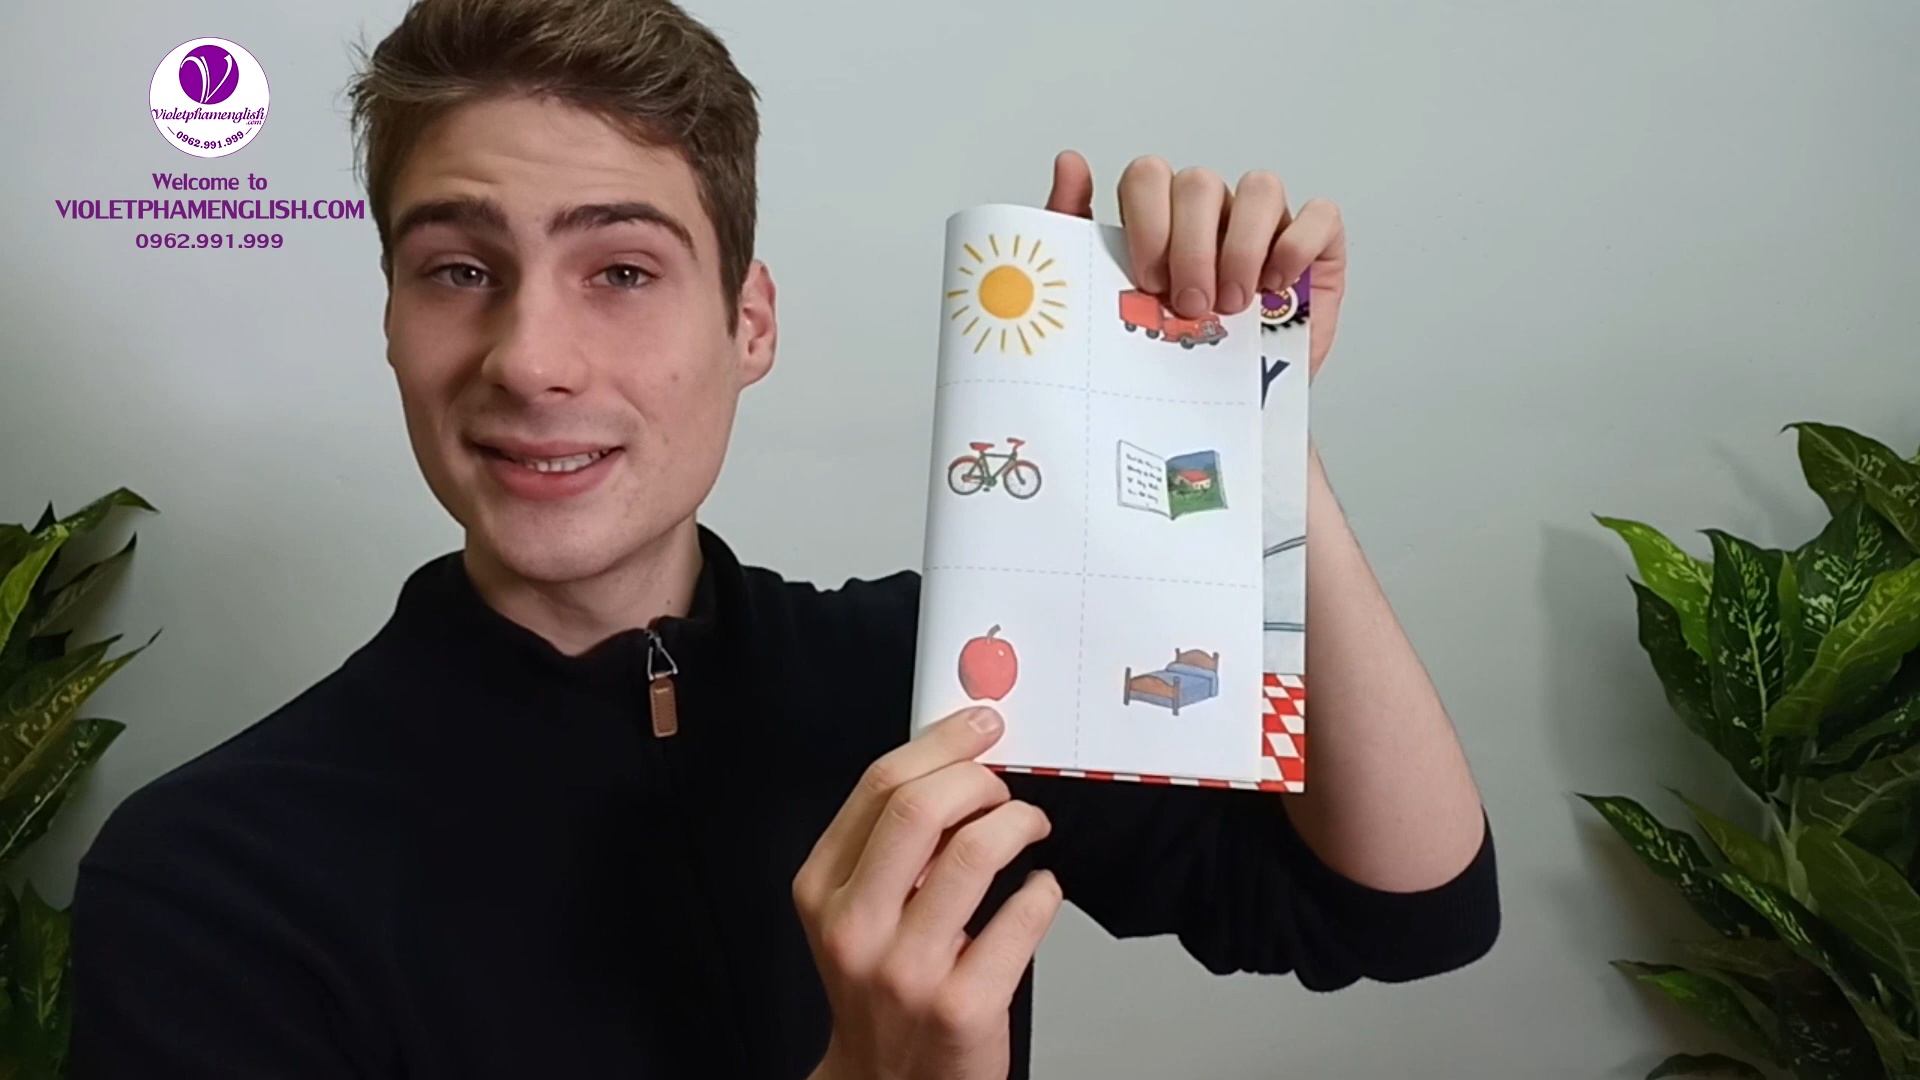 Violetphamenglish
.com
0962.991.999
Welcome to
VIOLETPHAMENGLISH.COM
0962.991.999
Y